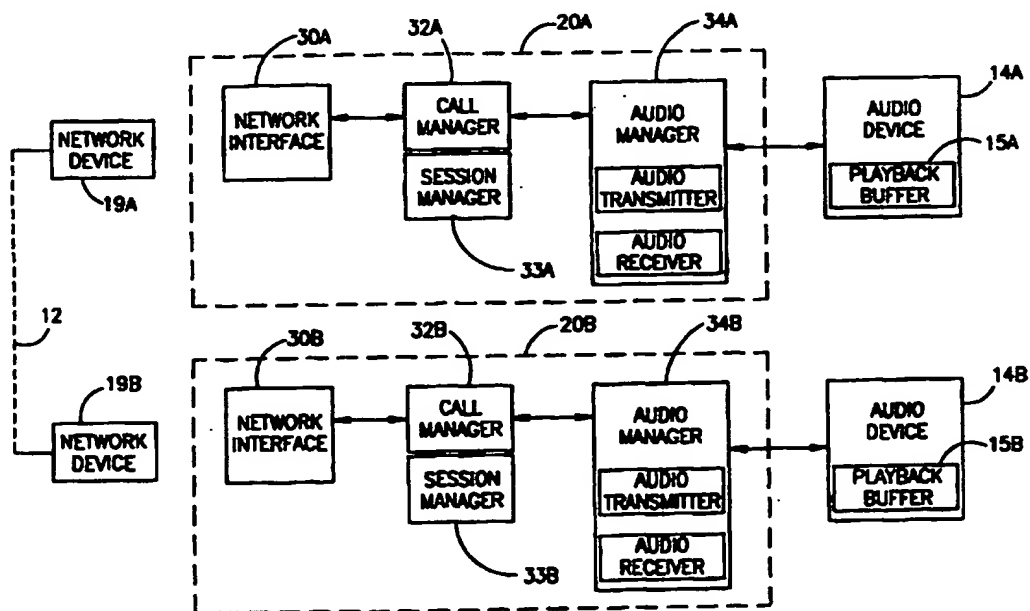 30A
32A
20A
34A
14A
NETWORK
INTERFACE
CALL
MANAGER
SESSION
MANAGER
33A
AUDIO
MANAGER
AUDIO
TRANSMITTER
AUDIO
RECEIVER
AUDIO
DEVICE
15A
PLAYBACK
BUFFER
NETWORK
DEVICE
19A
12
30B
32B
20B
34B
14B
19B
NETWORK
DEVICE
NETWORK
INTERFACE
CALL
MANAGER
SESSION
MANAGER
33B
AUDIO
MANAGER
AUDIO
TRANSMITTER
AUDIO
RECEIVER
AUDIO
DEVICE
15B
PLAYBACK
BUFFER